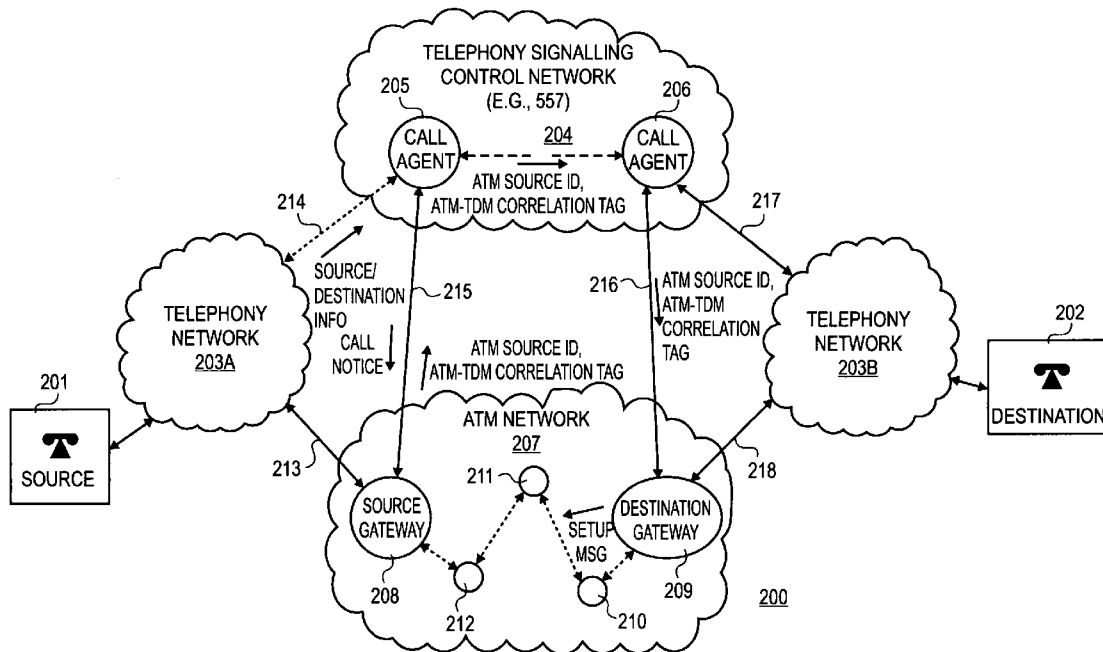 TELEPHONY SIGNALLING
CONTROL NETWORK
(E.G., 557)
205
206
CALL
AGENT
204
CALL
AGENT
ATM SOURCE ID,
ATM-TDM CORRELATION TAG
214
217
SOURCE/
DESTINATION
INFO
CALL
NOTICE
215
216
ATM SOURCE ID,
ATM-TDM
CORRELATION
TAG
TELEPHONY
NETWORK
203A
TELEPHONY
NETWORK
203B
202
DESTINATION
201
SOURCE
ATM SOURCE ID,
ATM-TDM CORRELATION TAG
ATM NETWORK
207
213
218
211
SOURCE
GATEWAY
DESTINATION
GATEWAY
SETUP
MSG
208
212
210
209
200